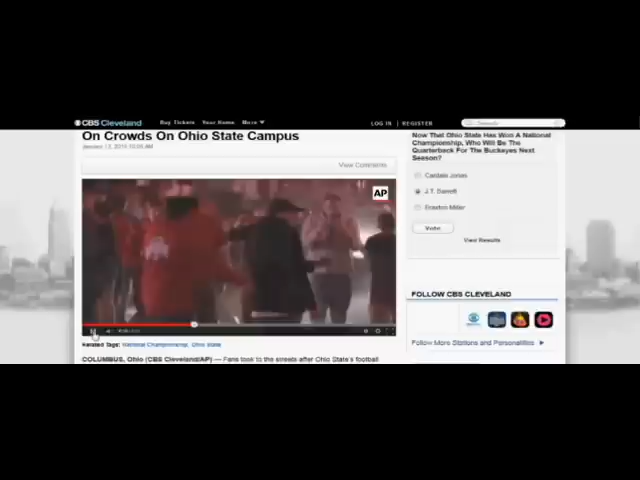 CBS Cleveland
Buy Tickets Your Home More
LOG IN | REGISTER
On Crowds On Ohio State Campus
View Comments
AP
Related Tags: National Championship, Ohio State
COLUMBUS, Ohio (CBS Cleveland/AP) — Fans took to the streets after Ohio State's football
Now That Ohio State Has Won A National
Championship, Who Will Be The
Quarterback For The Buckeyes Next
Season?
Cardale Jones
J.T. Barrett
Braxton Miller
Vote
View Results
FOLLOW CBS CLEVELAND
Follow More Stations and Personalities